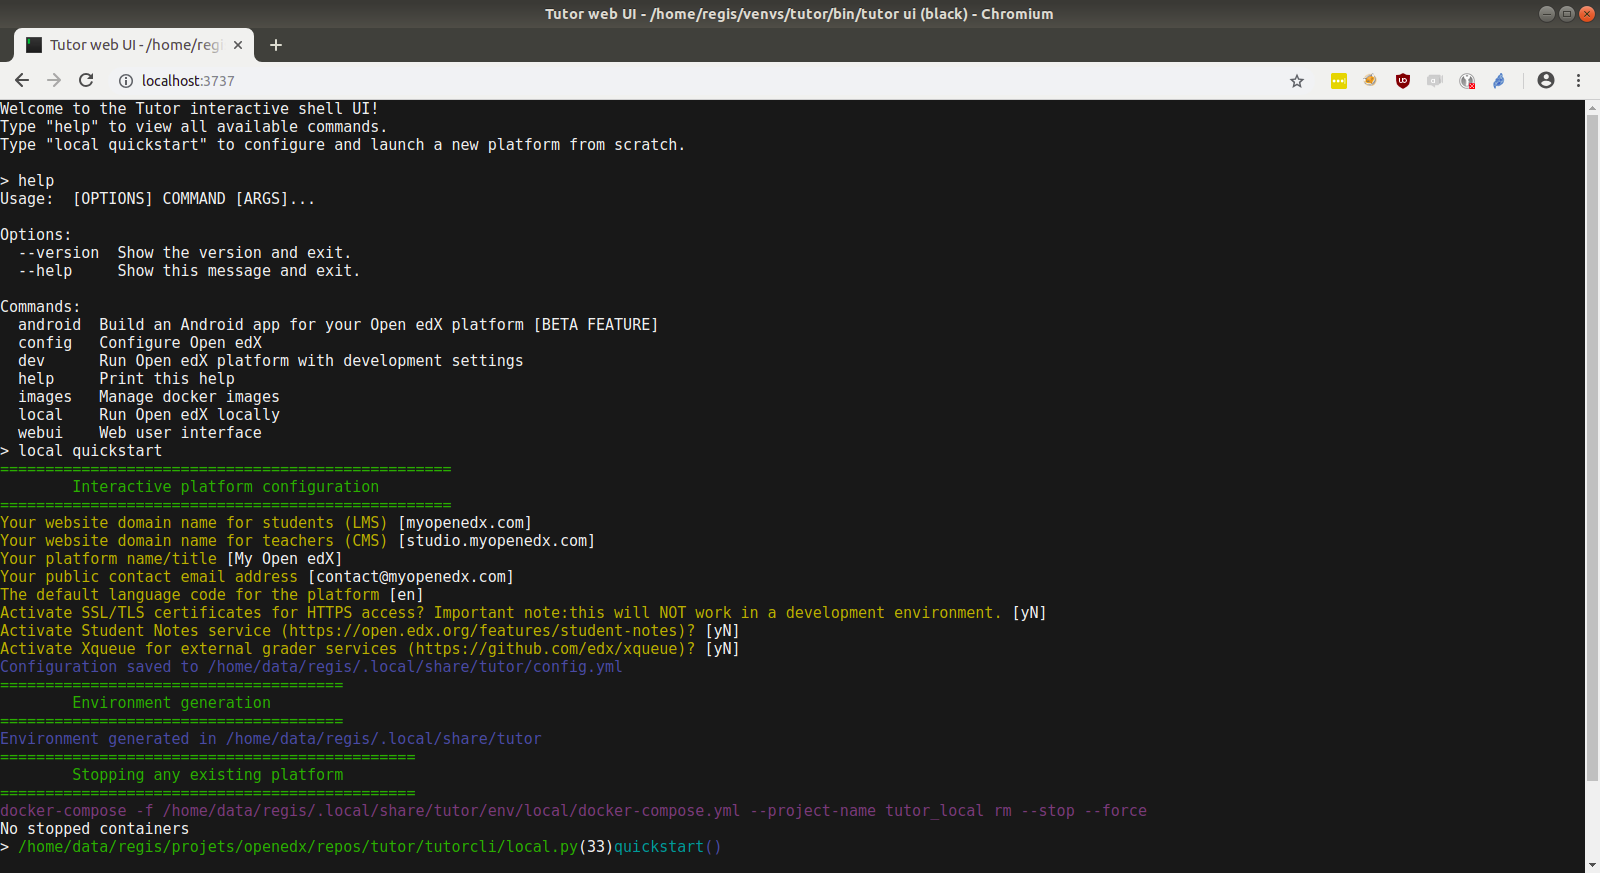 Tutor web UI - /home/regis/venvs/tutor/bin/tutor ui (black) - Chromium
Tutor web UI - /home/regi
localhost:3737
Welcome to the Tutor interactive shell UI!
Type "help" to view all available commands.
Type "local quickstart" to configure and launch a new platform from scratch.
> help
Usage:  [OPTIONS] COMMAND [ARGS]...
Options:
  --version  Show the version and exit.
  --help     Show this message and exit.
Commands:
  android  Build an Android app for your Open edX platform [BETA FEATURE]
  config   Configure Open edX
  dev      Run Open edX platform with development settings
  help     Print this help
  images   Manage docker images
  local    Run Open edX locally
  webui    Web user interface
> local quickstart
==================================================
        Interactive platform configuration
==================================================
Your website domain name for students (LMS) [myopenedx.com]
Your website domain name for teachers (CMS) [studio.myopenedx.com]
Your platform name/title [My Open edX]
Your public contact email address [contact@myopenedx.com]
The default language code for the platform [en]
Activate SSL/TLS certificates for HTTPS access? Important note:this will NOT work in a development environment. [yN]
Activate Student Notes service (https://open.edx.org/features/student-notes)? [yN]
Activate Xqueue for external grader services (https://github.com/edx/xqueue)? [yN]
Configuration saved to /home/data/regis/.local/share/tutor/config.yml
======================================
        Environment generation
======================================
Environment generated in /home/data/regis/.local/share/tutor
==============================================
        Stopping any existing platform
==============================================
docker-compose -f /home/data/regis/.local/share/tutor/env/local/docker-compose.yml --project-name tutor_local rm --stop --force
No stopped containers
> /home/data/regis/projets/openedx/repos/tutor/tutorcli/local.py(33)quickstart()